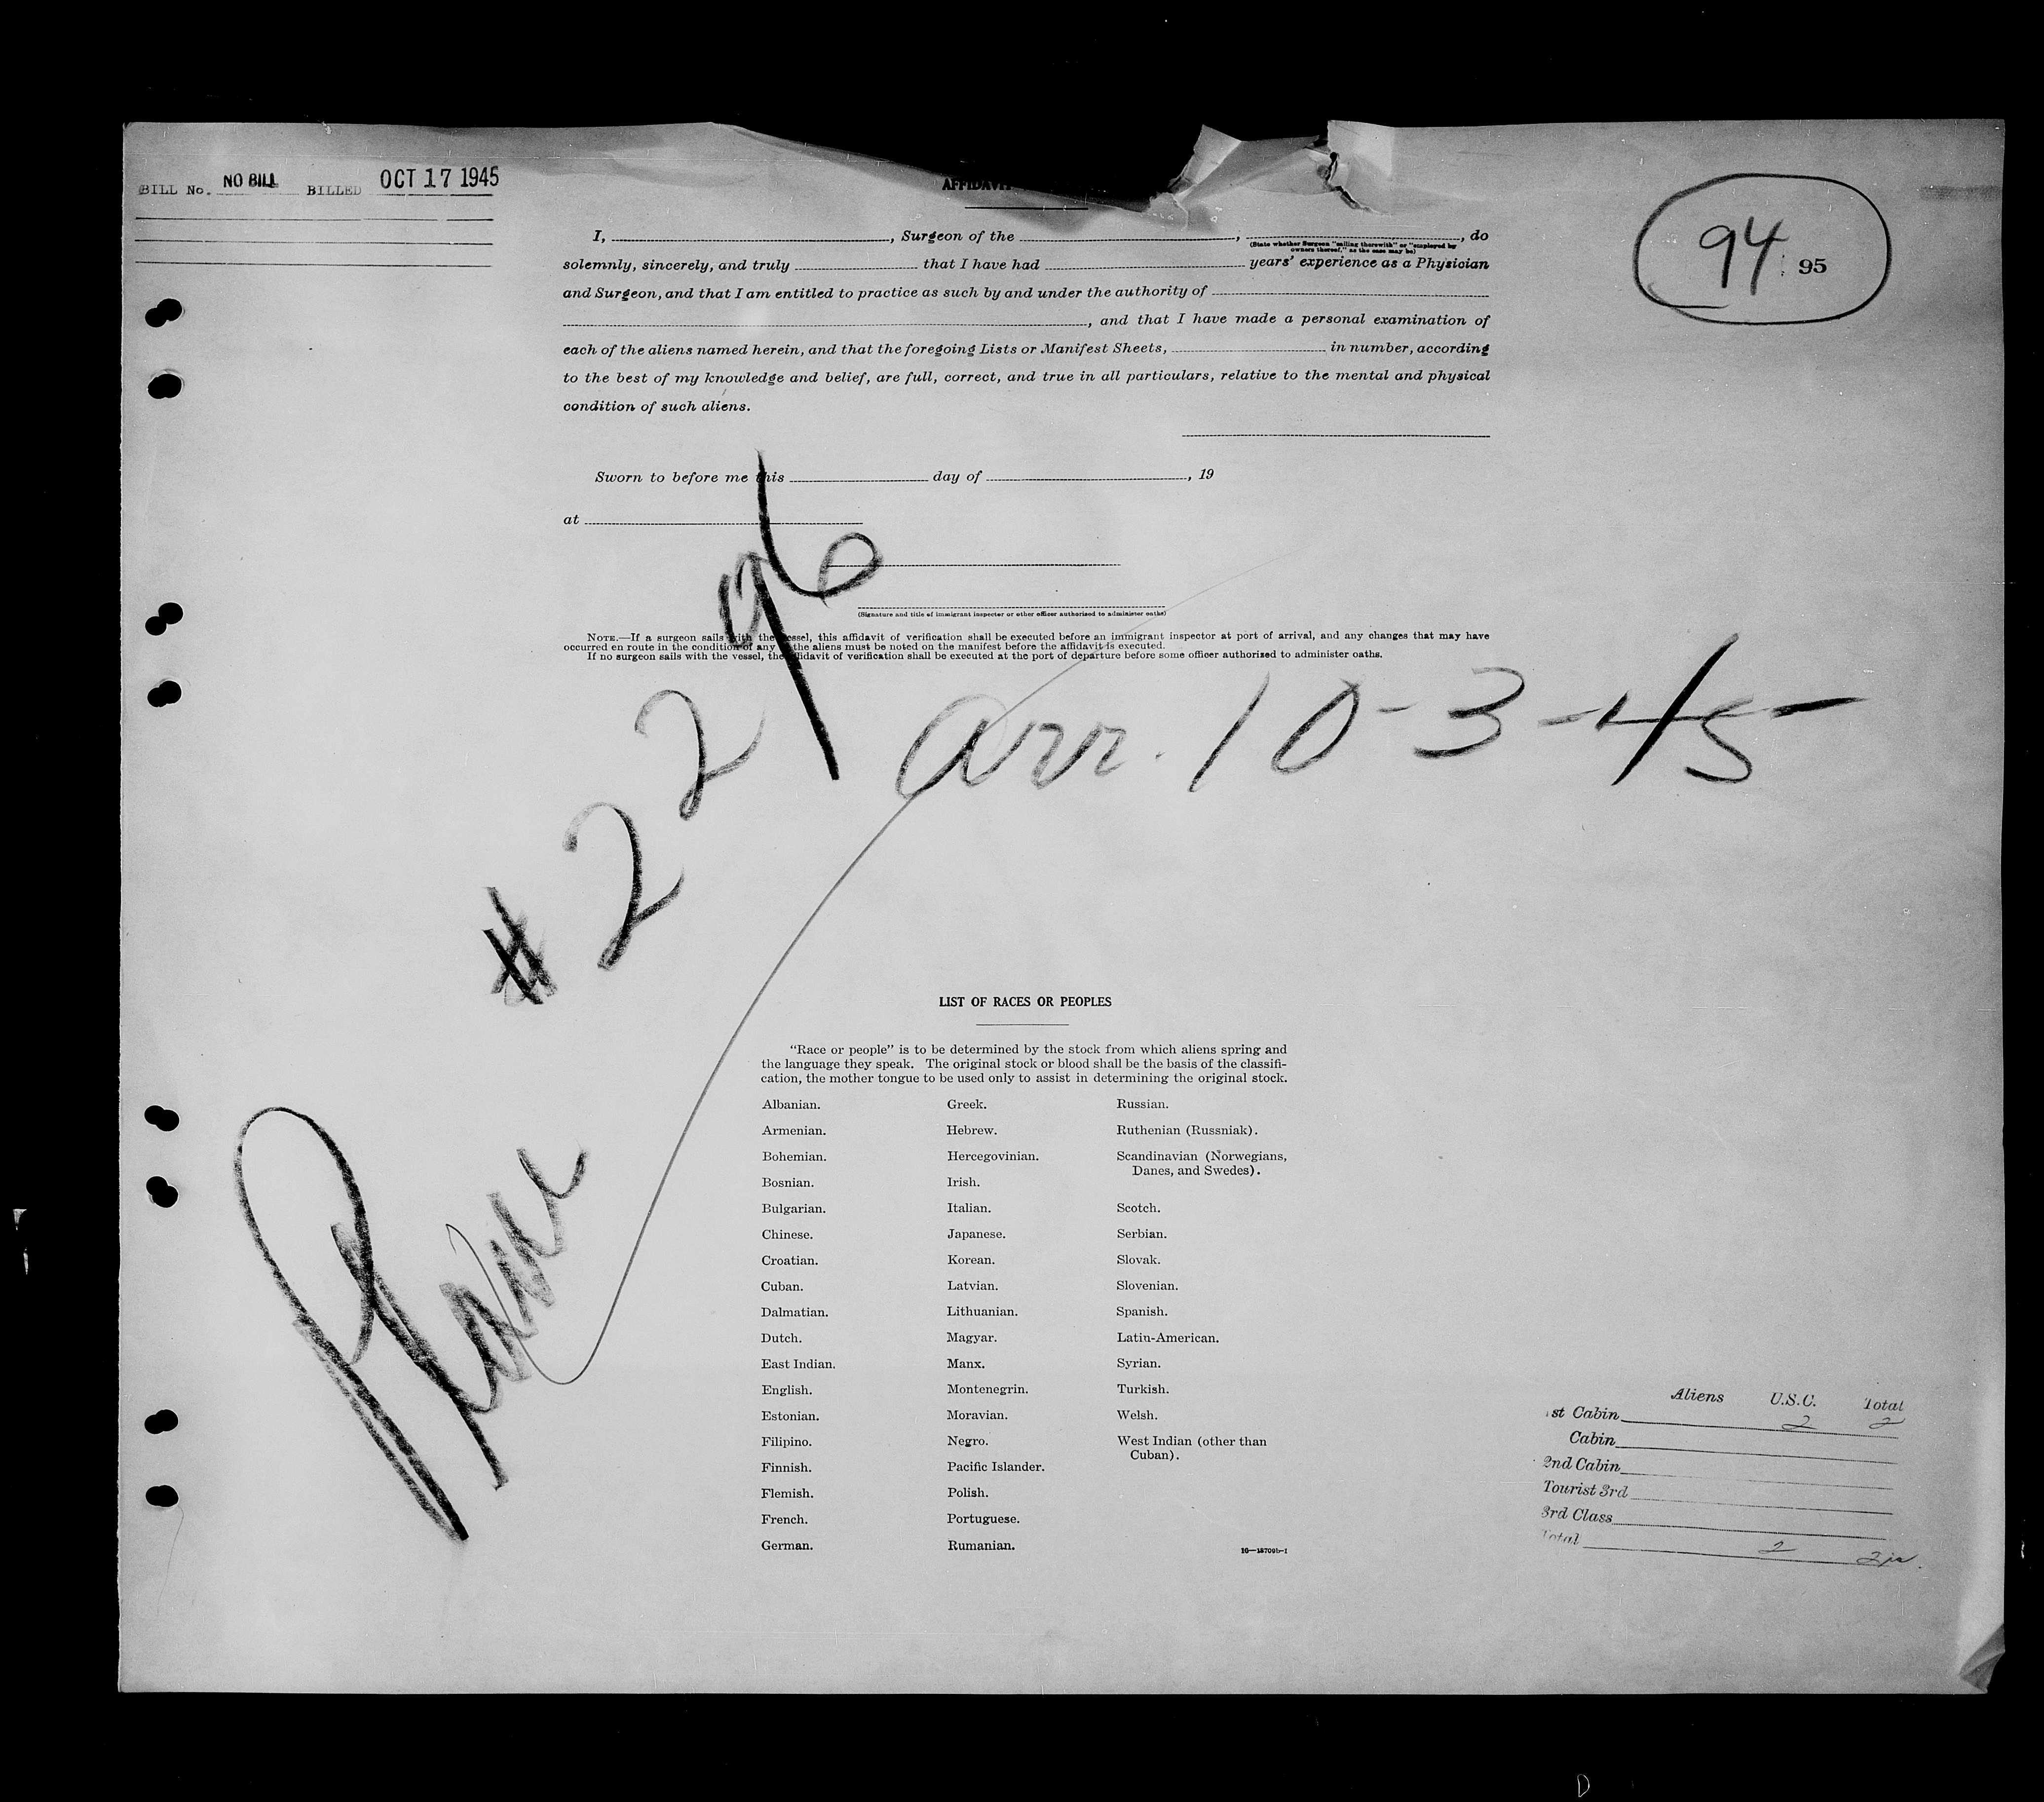 BILL No. NO BILL BILLED OCT 17 1945
AFFIDAVIT
94 95
I, , Surgeon of the , , do
(State whether Surgeon "sailing therewith" or "employed by
owners thereof," as the case may be)
solemnly, sincerely, and truly that I have had years' experience as a Physician
and Surgeon, and that I am entitled to practice as such by and under the authority of
, and that I have made a personal examination of
each of the aliens named herein, and that the foregoing Lists or Manifest Sheets, in number, according
to the best of my knowledge and belief, are full, correct, and true in all particulars, relative to the mental and physical
condition of such aliens.
Sworn to before me this day of , 19
at
(Signature and title of immigrant inspector or other officer authorized to administer oaths)
NOTE.—If a surgeon sails with the vessel, this affidavit of verification shall be executed before an immigrant inspector at port of arrival, and any changes that may have
occurred en route in the condition of any of the aliens must be noted on the manifest before the affidavit is executed.
If no surgeon sails with the vessel, the affidavit of verification shall be executed at the port of departure before some officer authorized to administer oaths.
Plane # 2296
arr. 10-3-45
LIST OF RACES OR PEOPLES
"Race or people" is to be determined by the stock from which aliens spring and
the language they speak. The original stock or blood shall be the basis of the classifi-
cation, the mother tongue to be used only to assist in determining the original stock.
Albanian.
Armenian.
Bohemian.
Bosnian.
Bulgarian.
Chinese.
Croatian.
Cuban.
Dalmatian.
Dutch.
East Indian.
English.
Estonian.
Filipino.
Finnish.
Flemish.
French.
German.
Greek.
Hebrew.
Hercegovinian.
Irish.
Italian.
Japanese.
Korean.
Latvian.
Lithuanian.
Magyar.
Manx.
Montenegrin.
Moravian.
Negro.
Pacific Islander.
Polish.
Portuguese.
Rumanian.
Russian.
Ruthenian (Russniak).
Scandinavian (Norwegians,
Danes, and Swedes).
Scotch.
Serbian.
Slovak.
Slovenian.
Spanish.
Latin-American.
Syrian.
Turkish.
Welsh.
West Indian (other than
Cuban).
Aliens U.S.C. Total
st Cabin 2 2
Cabin
2nd Cabin
Tourist 3rd
3rd Class
Total 2 2